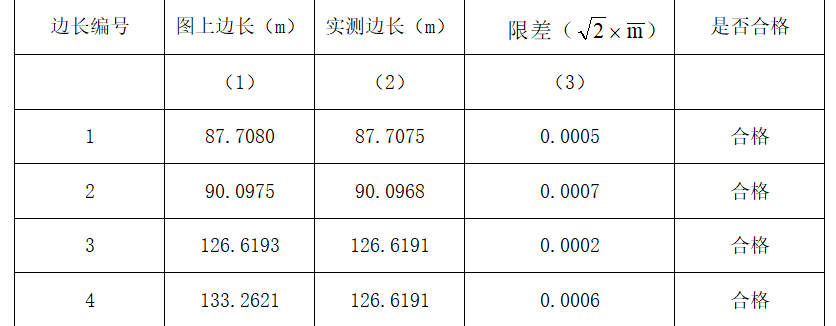 边长编号 图上边长（m） 实测边长（m） 限差（√2×m̅） 是否合格
（1） （2） （3）
1 87.7080 87.7075 0.0005 合格
2 90.0975 90.0968 0.0007 合格
3 126.6193 126.6191 0.0002 合格
4 133.2621 126.6191 0.0006 合格